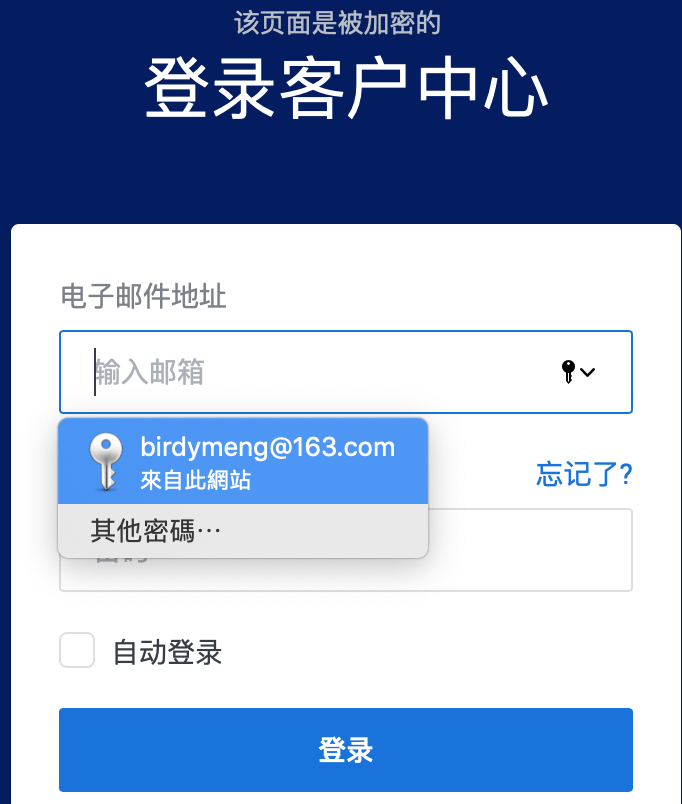 该页面是被加密的
登录客户中心
电子邮件地址
输入邮箱
birdymeng@163.com
來自此網站
忘记了?
其他密碼…
自动登录
登录